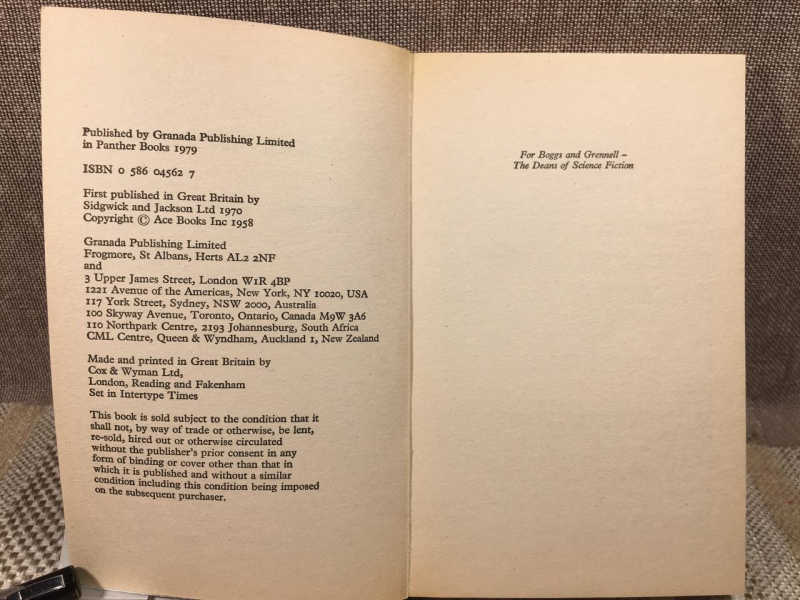 Published by Granada Publishing Limited
in Panther Books 1979
ISBN 0 586 04562 7
First published in Great Britain by
Sidgwick and Jackson Ltd 1970
Copyright © Ace Books Inc 1958
Granada Publishing Limited
Frogmore, St Albans, Herts AL2 2NF
and
3 Upper James Street, London W1R 4BP
1221 Avenue of the Americas, New York, NY 10020, USA
117 York Street, Sydney, NSW 2000, Australia
100 Skyway Avenue, Toronto, Ontario, Canada M9W 3A6
110 Northpark Centre, 2193 Johannesburg, South Africa
CML Centre, Queen & Wyndham, Auckland 1, New Zealand
Made and printed in Great Britain by
Cox & Wyman Ltd,
London, Reading and Fakenham
Set in Intertype Times
This book is sold subject to the condition that it
shall not, by way of trade or otherwise, be lent,
re-sold, hired out or otherwise circulated
without the publisher's prior consent in any
form of binding or cover other than that in
which it is published and without a similar
condition including this condition being imposed
on the subsequent purchaser.
For Boggs and Grennell –
The Deans of Science Fiction